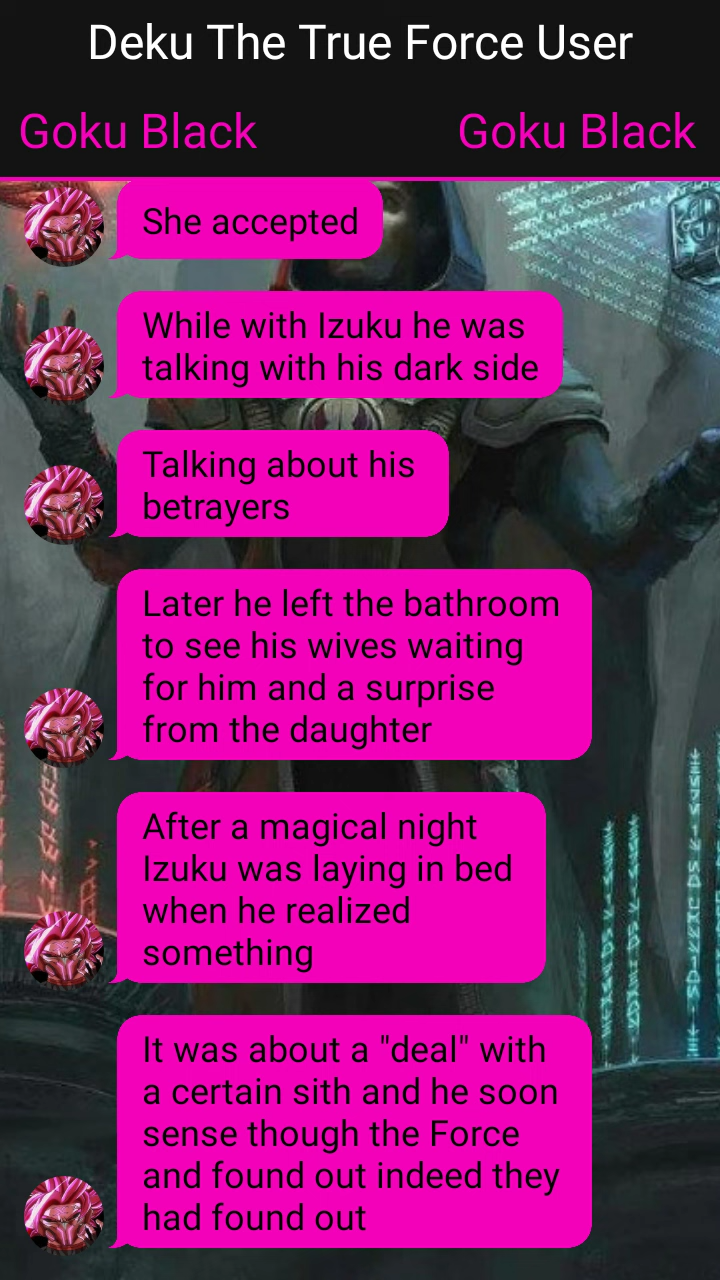 Deku The True Force User
Goku Black Goku Black
She accepted
While with Izuku he was
talking with his dark side
Talking about his
betrayers
Later he left the bathroom
to see his wives waiting
for him and a surprise
from the daughter
After a magical night
Izuku was laying in bed
when he realized
something
It was about a "deal" with
a certain sith and he soon
sense though the Force
and found out indeed they
had found out